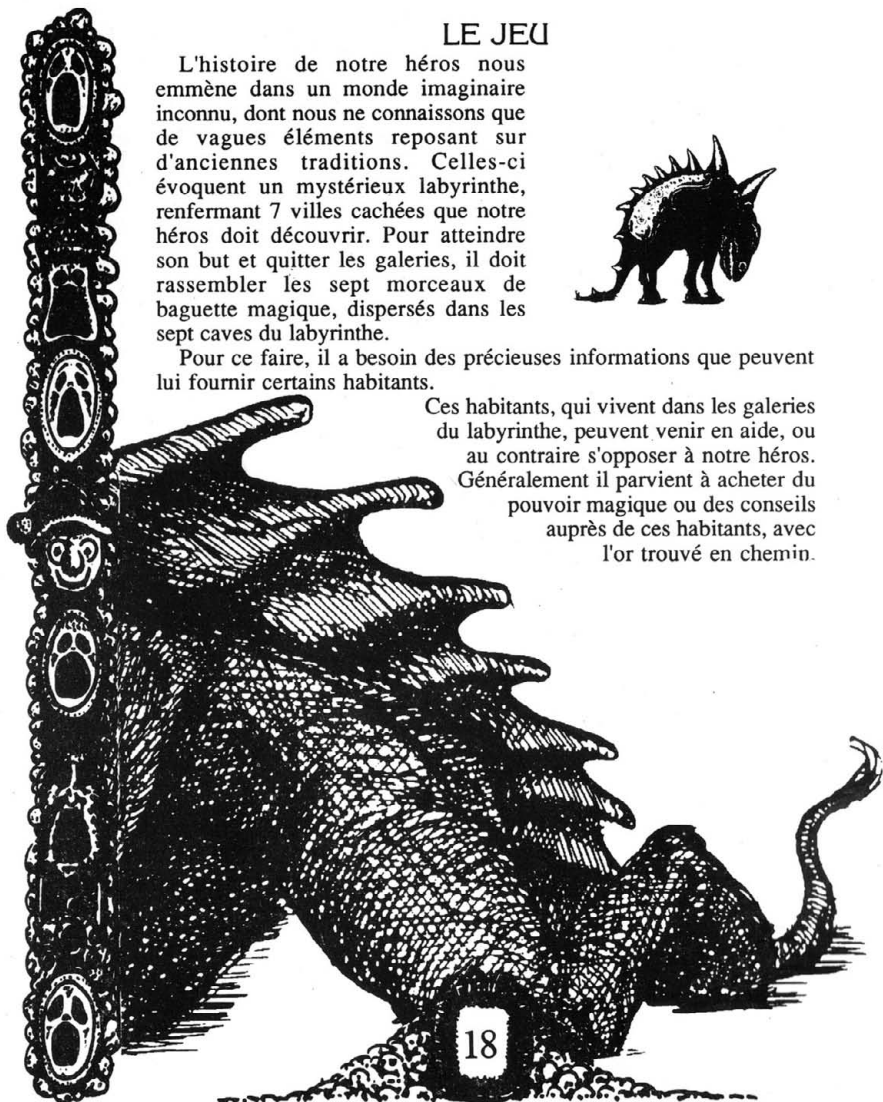 LE JEU
L'histoire de notre héros nous
emmène dans un monde imaginaire
inconnu, dont nous ne connaissons que
de vagues éléments reposant sur
d'anciennes traditions. Celles-ci
évoquent un mystérieux labyrinthe,
renfermant 7 villes cachées que notre
héros doit découvrir. Pour atteindre
son but et quitter les galeries, il doit
rassembler les sept morceaux de
baguette magique, dispersés dans les
sept caves du labyrinthe.
Pour ce faire, il a besoin des précieuses informations que peuvent
lui fournir certains habitants.
Ces habitants, qui vivent dans les galeries
du labyrinthe, peuvent venir en aide, ou
au contraire s'opposer à notre héros.
Généralement il parvient à acheter du
pouvoir magique ou des conseils
auprès de ces habitants, avec
l'or trouvé en chemin.
18